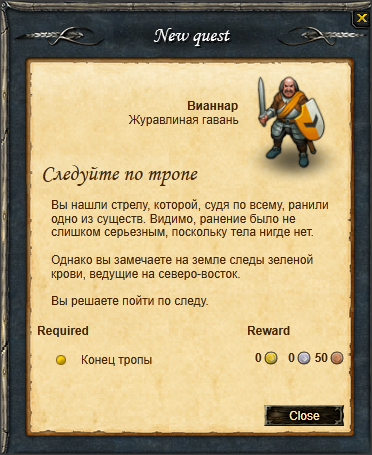 New quest
Вианнар
Журавлиная гавань
Следуйте по тропе
Вы нашли стрелу, которой, судя по всему, ранили
одно из существ. Видимо, ранение было не
слишком серьезным, поскольку тела нигде нет.
Однако вы замечаете на земле следы зеленой
крови, ведущие на северо-восток.
Вы решаете пойти по следу.
Required Reward
Конец тропы 0 0 50
Close